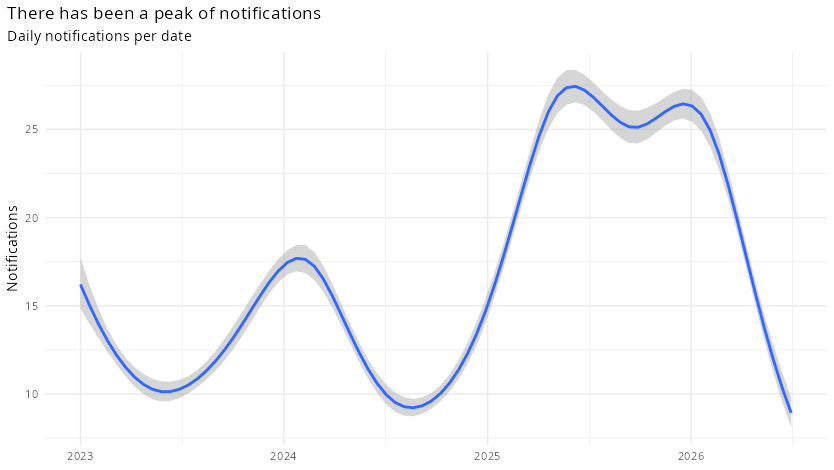 There has been a peak of notifications
Daily notifications per date
Notifications
25
20
15
10
2023
2024
2025
2026